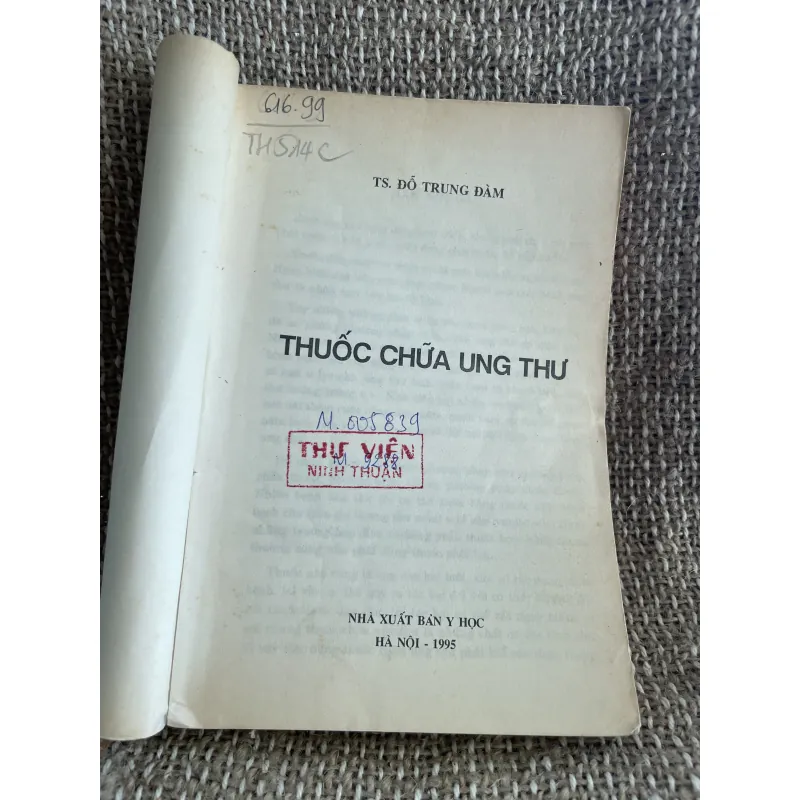 616.99
TH514C
TS. ĐỖ TRUNG ĐÀM
THUỐC CHỮA UNG THƯ
M.005839
THƯ VIỆN
M 9288
NINH THUẬN
NHÀ XUẤT BẢN Y HỌC
HÀ NỘI - 1995